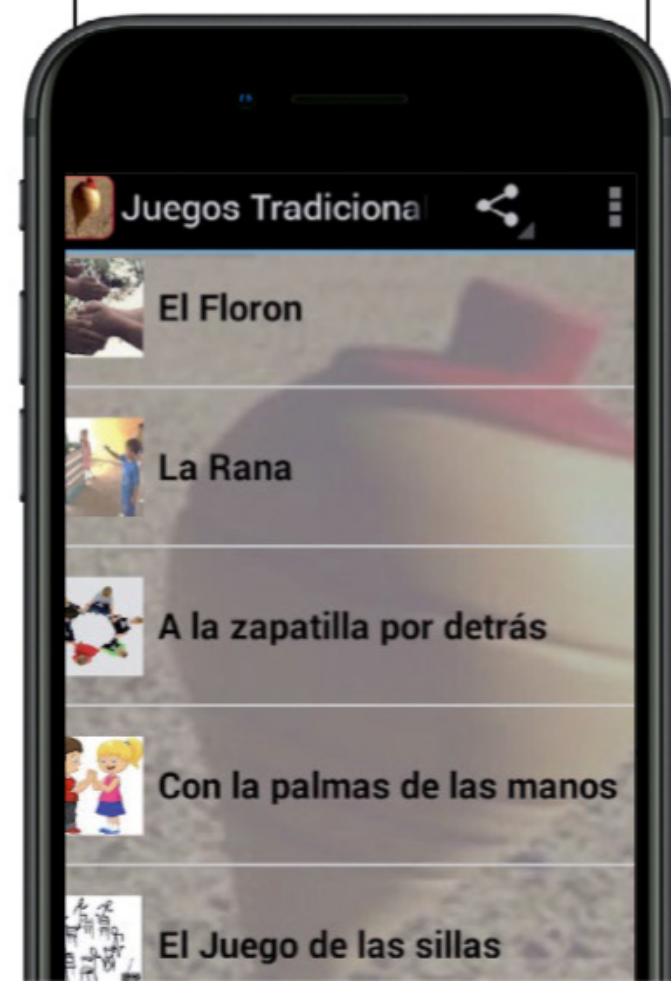 Juegos Tradiciona
El Floron
La Rana
A la zapatilla por detrás
Con la palmas de las manos
El Juego de las sillas